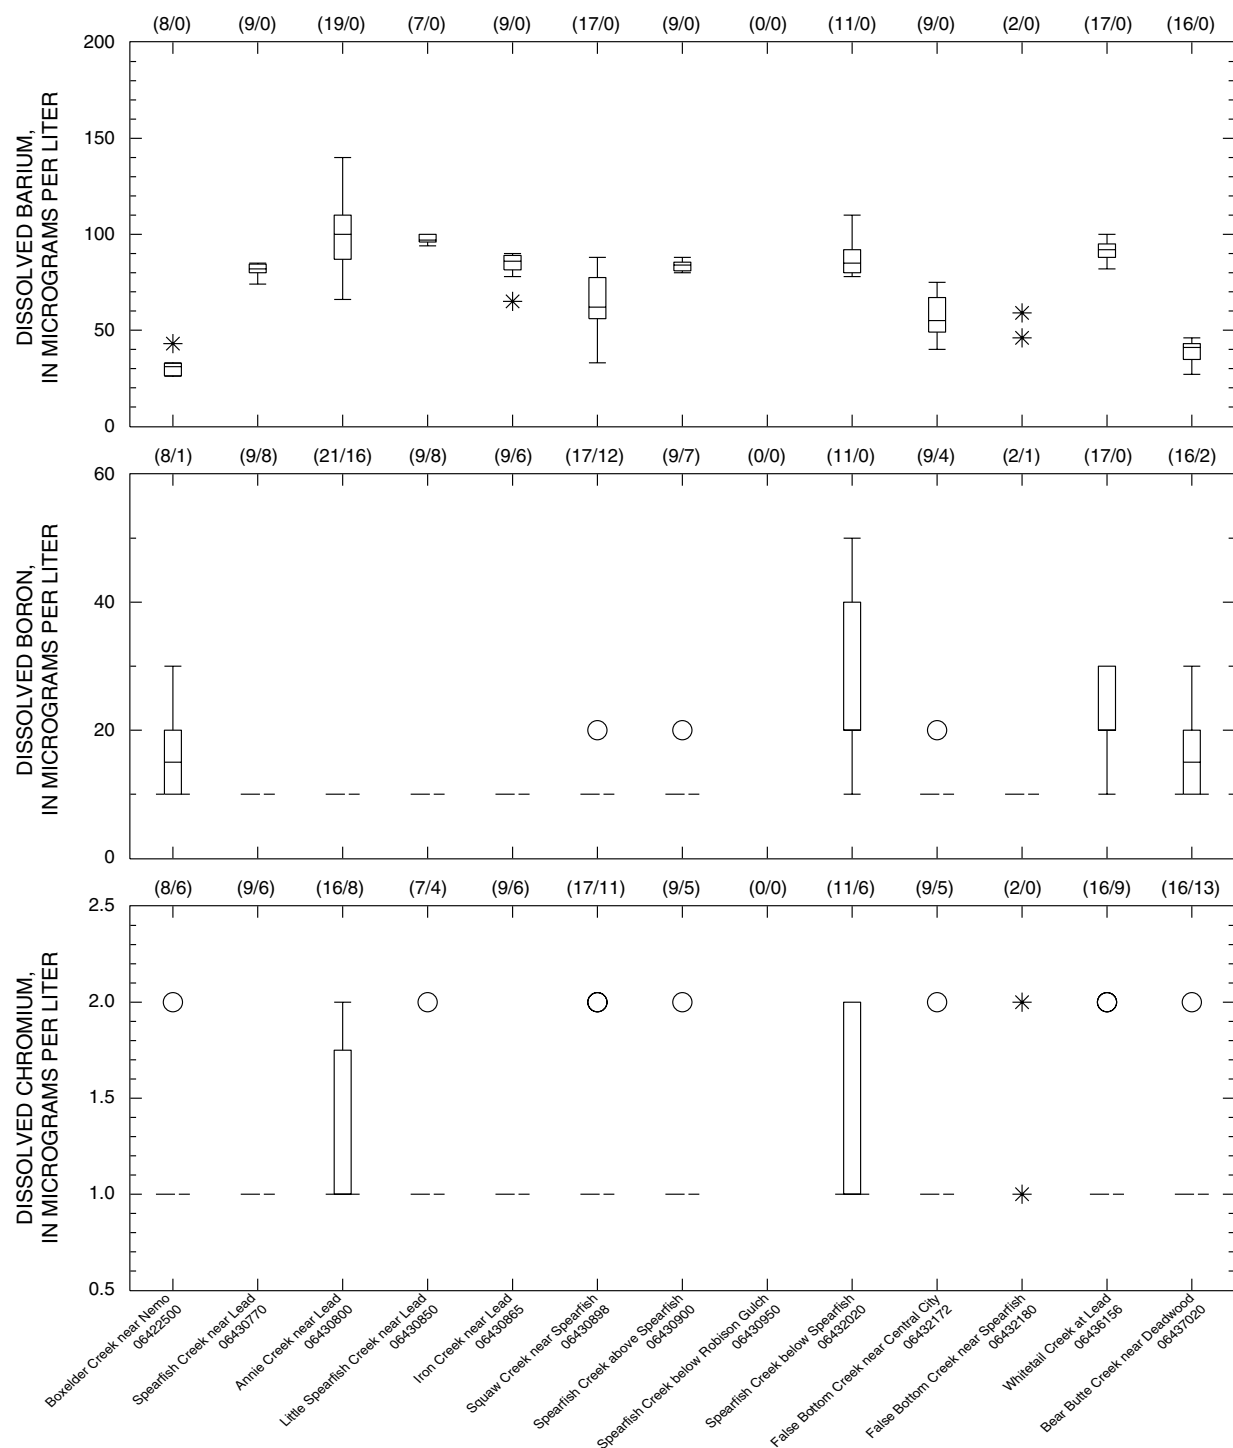 (8/0) (9/0) (19/0) (7/0) (9/0) (17/0) (9/0) (0/0) (11/0) (9/0) (2/0) (17/0) (16/0)
DISSOLVED BARIUM,
IN MICROGRAMS PER LITER
200
150
100
50
0
(8/1) (9/8) (21/16) (9/8) (9/6) (17/12) (9/7) (0/0) (11/0) (9/4) (2/1) (17/0) (16/2)
DISSOLVED BORON,
IN MICROGRAMS PER LITER
60
40
20
0
(8/6) (9/6) (16/8) (7/4) (9/6) (17/11) (9/5) (0/0) (11/6) (9/5) (2/0) (16/9) (16/13)
DISSOLVED CHROMIUM,
IN MICROGRAMS PER LITER
2.5
2.0
1.5
1.0
0.5
Boxelder Creek near Nemo
06422500
Spearfish Creek near Lead
06430770
Annie Creek near Lead
06430800
Little Spearfish Creek near Lead
06430850
Iron Creek near Lead
06430865
Squaw Creek near Spearfish
06430898
Spearfish Creek above Spearfish
06430900
Spearfish Creek below Robison Gulch
06430950
Spearfish Creek below Spearfish
06432020
False Bottom Creek near Central City
06432172
False Bottom Creek near Spearfish
06432180
Whitetail Creek at Lead
06436156
Bear Butte Creek near Deadwood
06437020